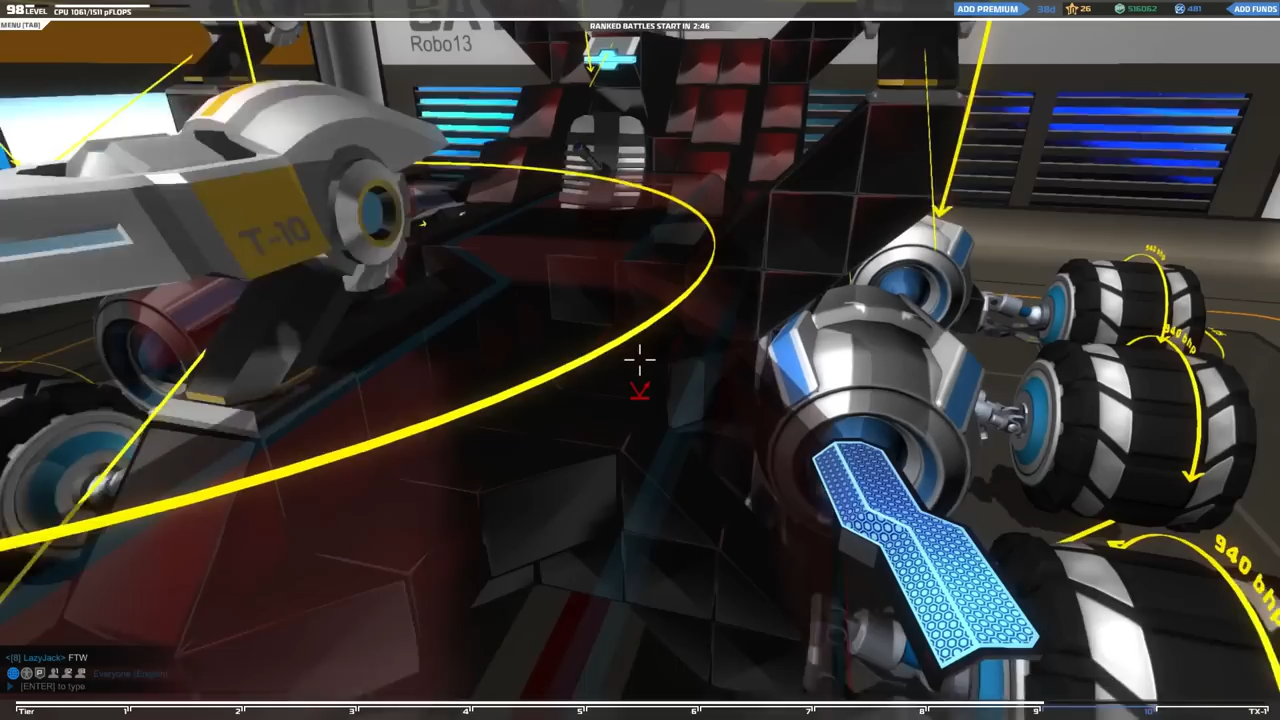 98 LEVEL CPU 1061/1511 pFLOPS
ADD PREMIUM 38d 26 516062 481 ADD FUNDS
MENU [TAB]
RANKED BATTLES START IN 2:46
Robo13
T-10
940 bhp
940 bhp
940 bhp
<[8] LazyJack> FTW
Everyone (English)
[ENTER] to type
Tier 1 2 3 4 5 6 7 8 9 10 TX-1